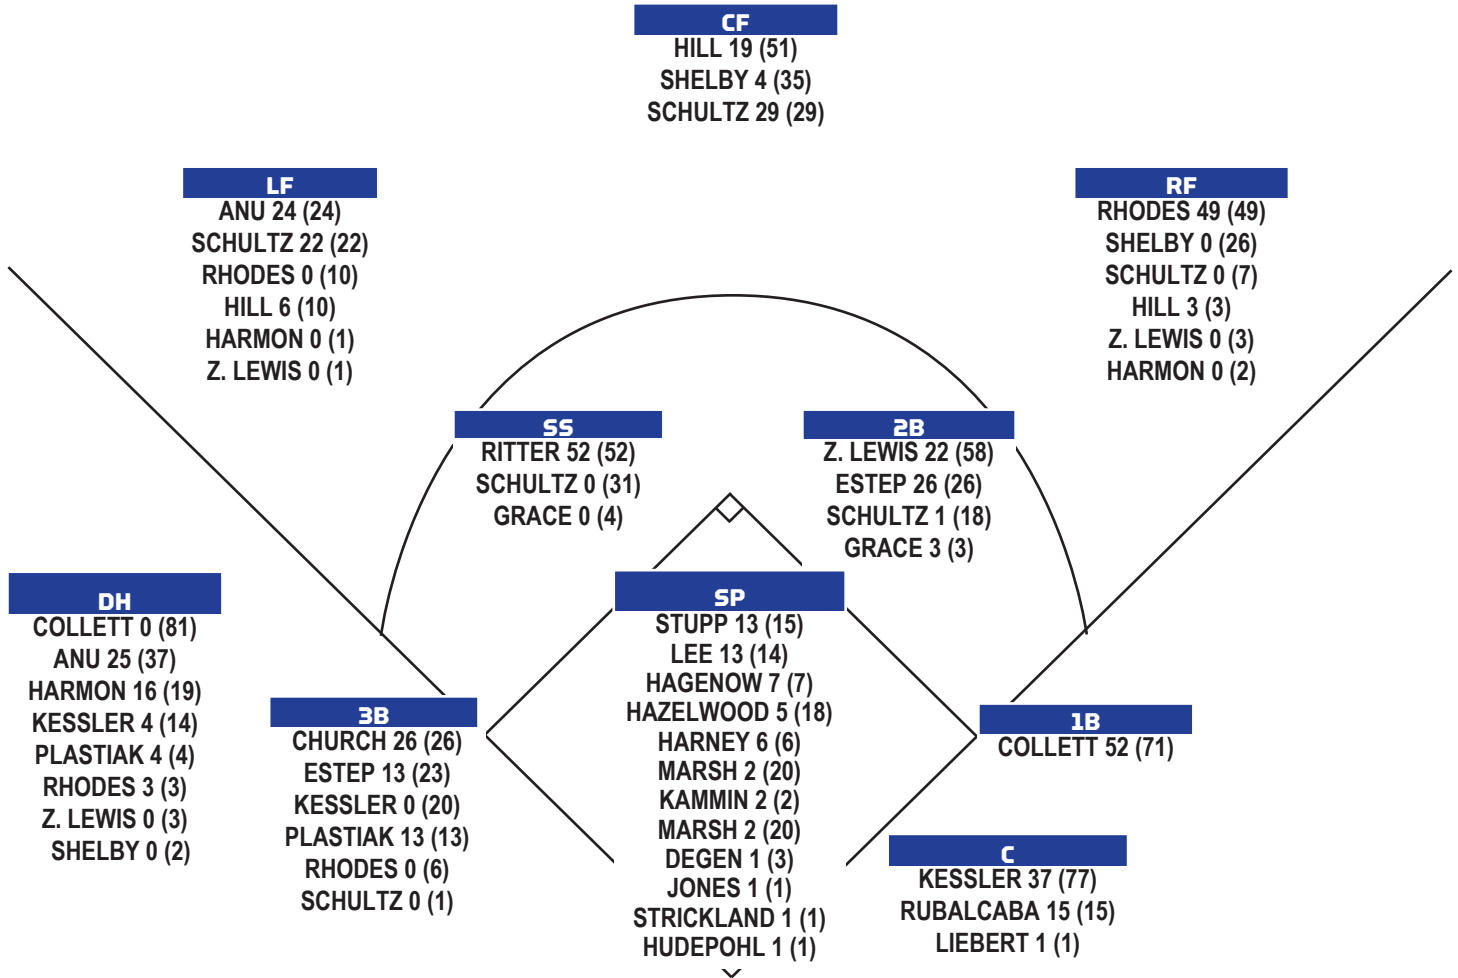 CF
HILL 19 (51)
SHELBY 4 (35)
SCHULTZ 29 (29)
LF
ANU 24 (24)
SCHULTZ 22 (22)
RHODES 0 (10)
HILL 6 (10)
HARMON 0 (1)
Z. LEWIS 0 (1)
RF
RHODES 49 (49)
SHELBY 0 (26)
SCHULTZ 0 (7)
HILL 3 (3)
Z. LEWIS 0 (3)
HARMON 0 (2)
SS
RITTER 52 (52)
SCHULTZ 0 (31)
GRACE 0 (4)
2B
Z. LEWIS 22 (58)
ESTEP 26 (26)
SCHULTZ 1 (18)
GRACE 3 (3)
DH
COLLETT 0 (81)
ANU 25 (37)
HARMON 16 (19)
KESSLER 4 (14)
PLASTIAK 4 (4)
RHODES 3 (3)
Z. LEWIS 0 (3)
SHELBY 0 (2)
3B
CHURCH 26 (26)
ESTEP 13 (23)
KESSLER 0 (20)
PLASTIAK 13 (13)
RHODES 0 (6)
SCHULTZ 0 (1)
SP
STUPP 13 (15)
LEE 13 (14)
HAGENOW 7 (7)
HAZELWOOD 5 (18)
HARNEY 6 (6)
MARSH 2 (20)
KAMMIN 2 (2)
MARSH 2 (20)
DEGEN 1 (3)
JONES 1 (1)
STRICKLAND 1 (1)
HUDEPOHL 1 (1)
1B
COLLETT 52 (71)
C
KESSLER 37 (77)
RUBALCABA 15 (15)
LIEBERT 1 (1)